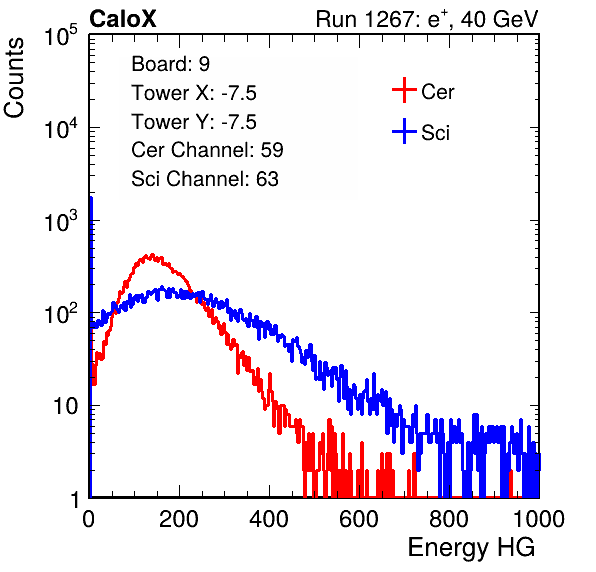 CaloX Run 1267: e⁺, 40 GeV
Counts
10⁵
10⁴
10³
10²
10
1
Board: 9
Tower X: -7.5
Tower Y: -7.5
Cer Channel: 59
Sci Channel: 63
Cer
Sci
0 200 400 600 800 1000
Energy HG